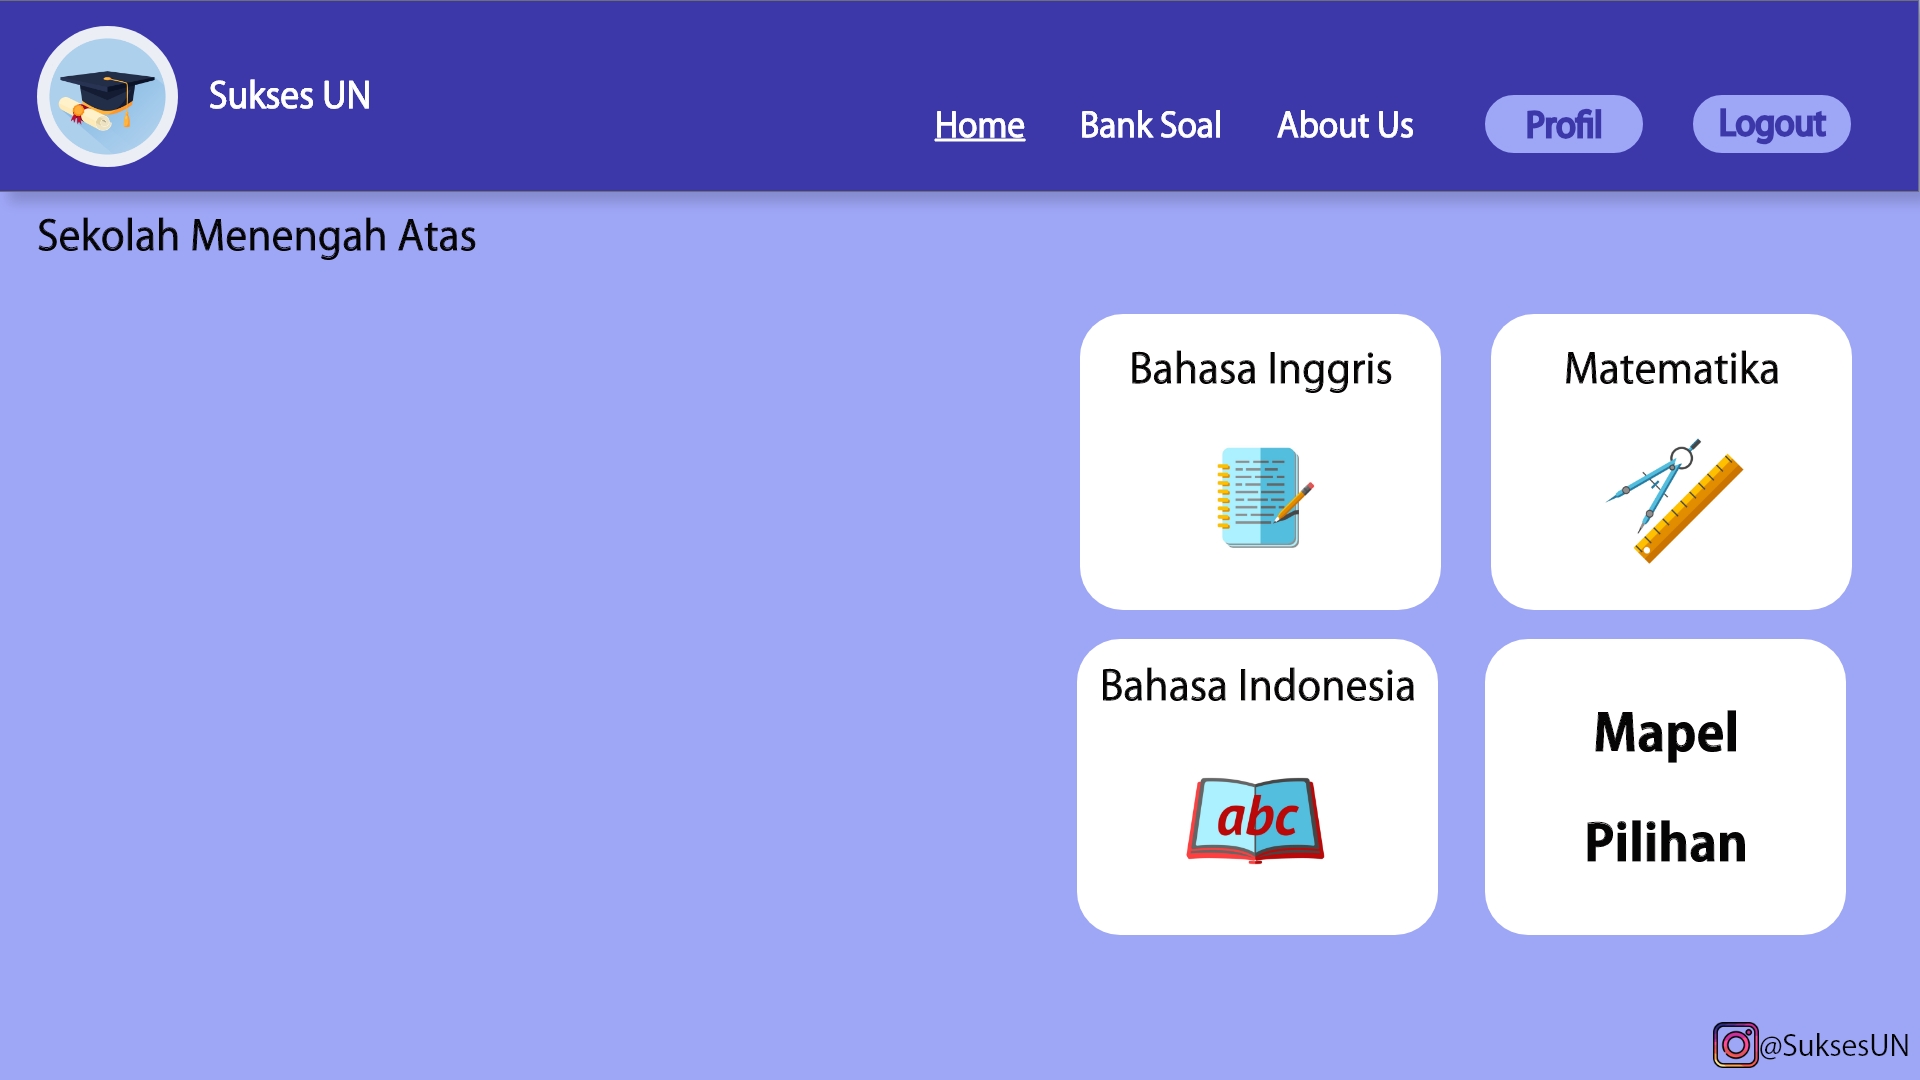 Sukses UN
Home
Bank Soal
About Us
Profil
Logout
Sekolah Menengah Atas
Bahasa Inggris
Matematika
Bahasa Indonesia
abc
Mapel
Pilihan
@SuksesUN